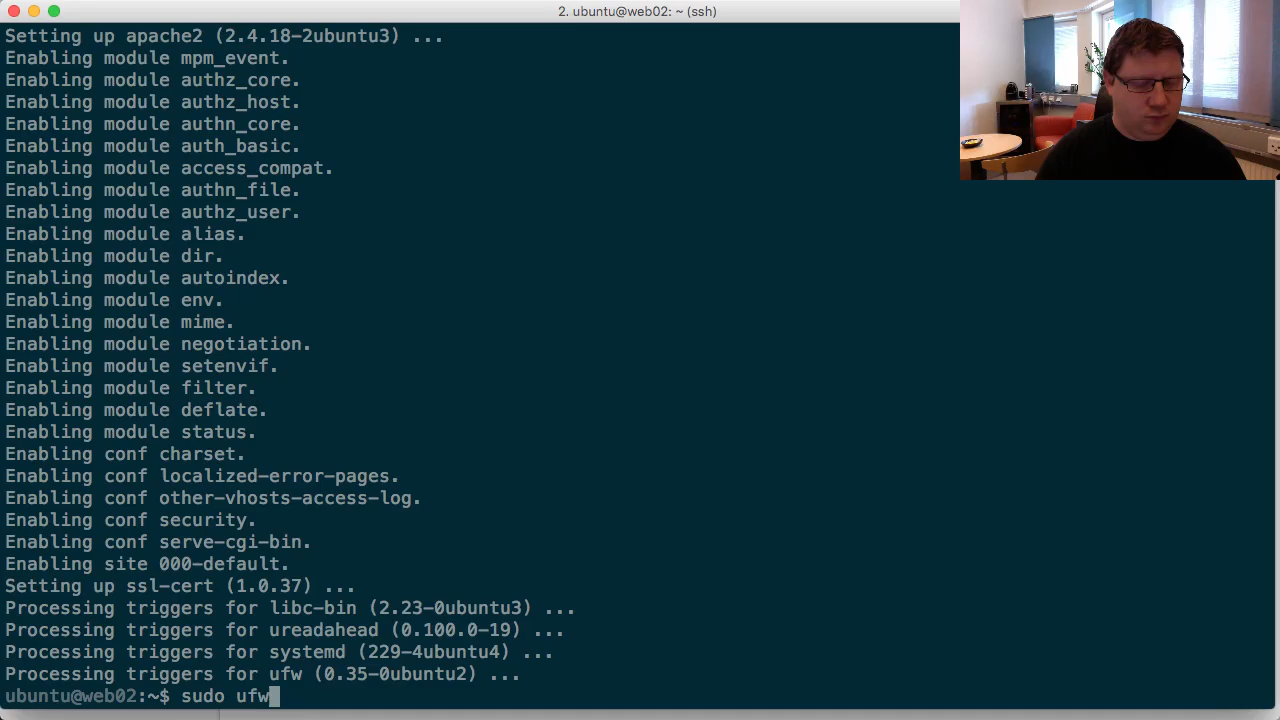 2. ubuntu@web02: ~ (ssh)
Setting up apache2 (2.4.18-2ubuntu3) ...
Enabling module mpm_event.
Enabling module authz_core.
Enabling module authz_host.
Enabling module authn_core.
Enabling module auth_basic.
Enabling module access_compat.
Enabling module authn_file.
Enabling module authz_user.
Enabling module alias.
Enabling module dir.
Enabling module autoindex.
Enabling module env.
Enabling module mime.
Enabling module negotiation.
Enabling module setenvif.
Enabling module filter.
Enabling module deflate.
Enabling module status.
Enabling conf charset.
Enabling conf localized-error-pages.
Enabling conf other-vhosts-access-log.
Enabling conf security.
Enabling conf serve-cgi-bin.
Enabling site 000-default.
Setting up ssl-cert (1.0.37) ...
Processing triggers for libc-bin (2.23-0ubuntu3) ...
Processing triggers for ureadahead (0.100.0-19) ...
Processing triggers for systemd (229-4ubuntu4) ...
Processing triggers for ufw (0.35-0ubuntu2) ...
ubuntu@web02:~$ sudo ufw